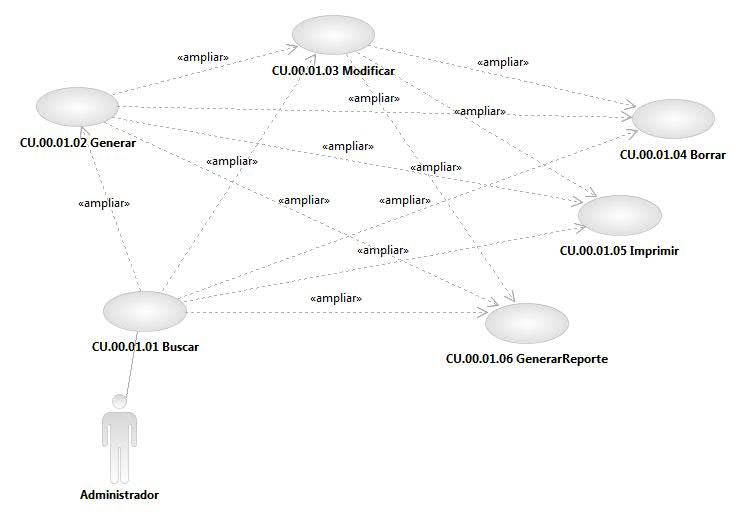 «ampliar»
«ampliar»
CU.00.01.03 Modificar
«ampliar»
«ampliar»
CU.00.01.02 Generar
«ampliar»
CU.00.01.04 Borrar
«ampliar»
«ampliar»
«ampliar»
«ampliar»
«ampliar»
«ampliar»
«ampliar»
CU.00.01.05 Imprimir
«ampliar»
CU.00.01.01 Buscar
CU.00.01.06 GenerarReporte
Administrador